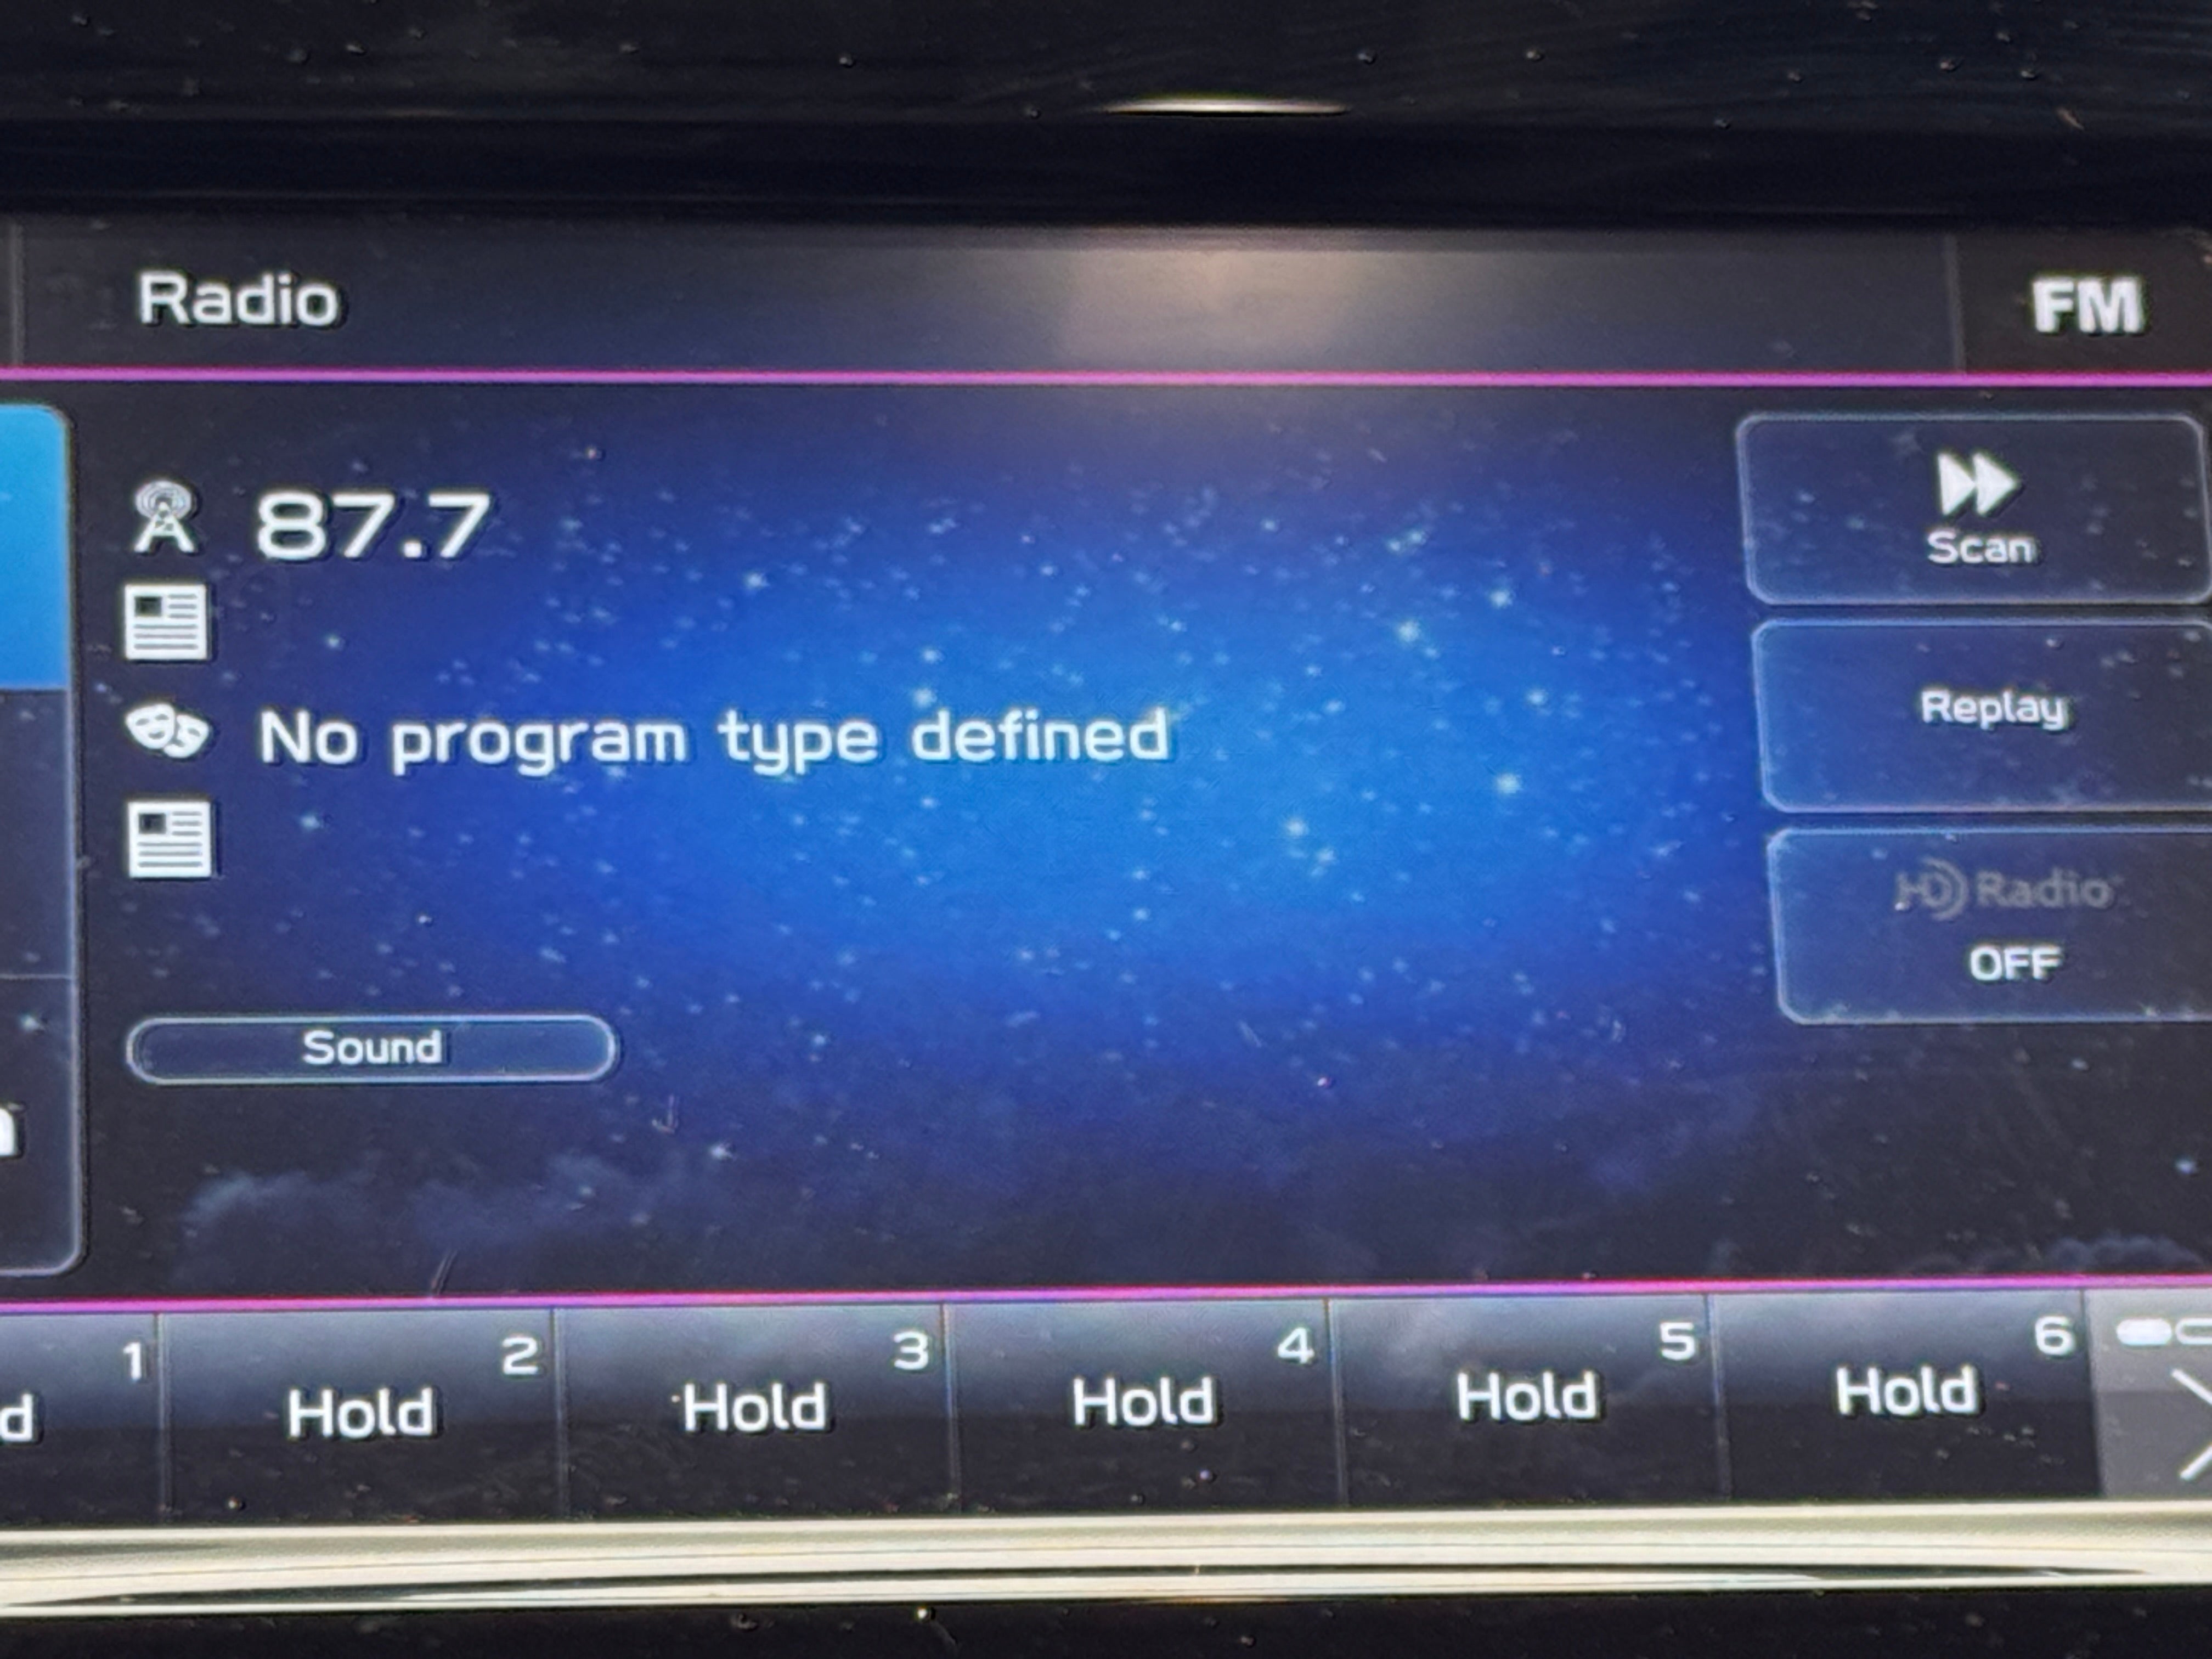 Radio
FM
87.7
Scan
Replay
No program type defined
HD Radio
OFF
Sound
1
2
Hold
3
Hold
4
Hold
5
Hold
6
Hold